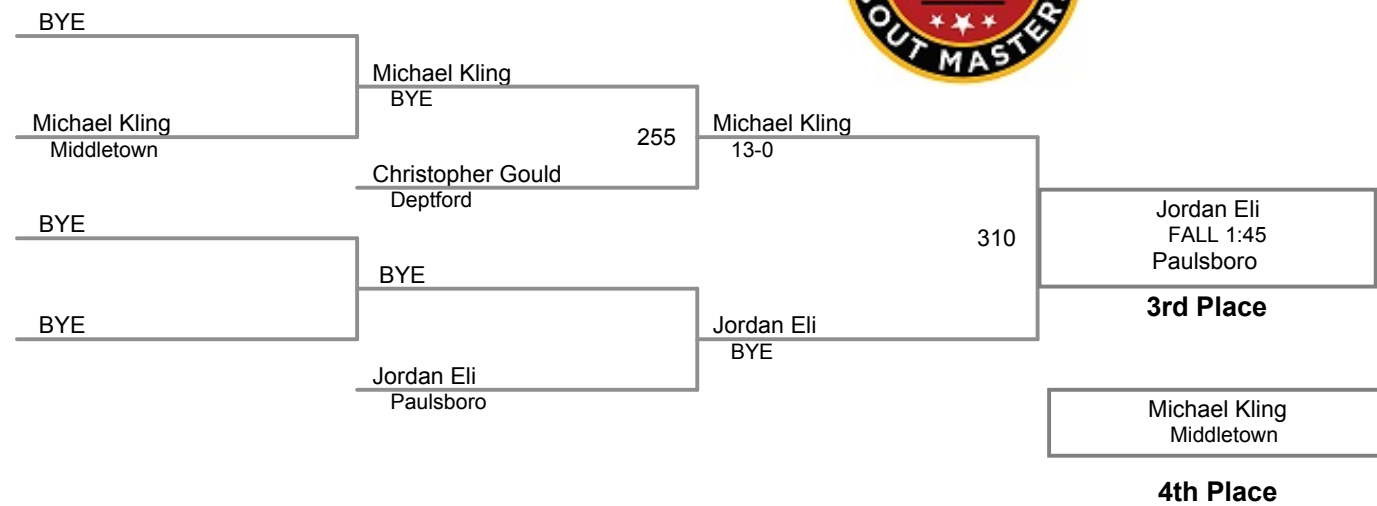 OUT MASTER
BYE
Michael Kling
BYE
Michael Kling
Middletown
255
Michael Kling
13-0
Christopher Gould
Deptford
BYE
310
Jordan Eli
FALL 1:45
Paulsboro
BYE
3rd Place
BYE
Jordan Eli
BYE
Jordan Eli
Paulsboro
Michael Kling
Middletown
4th Place